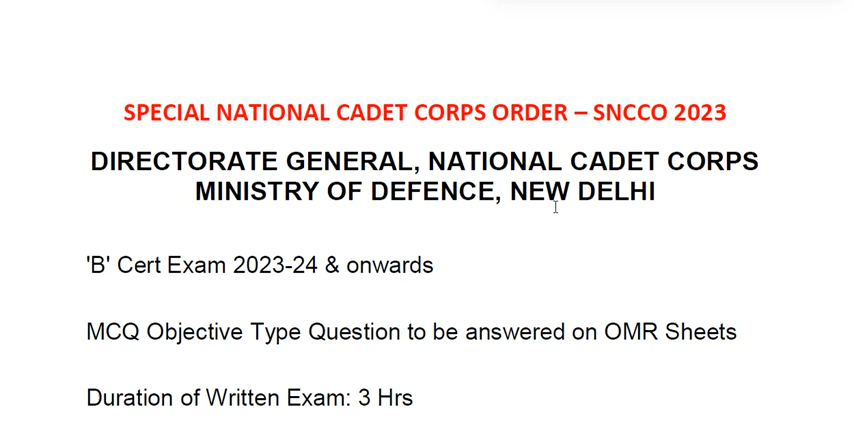 SPECIAL NATIONAL CADET CORPS ORDER – SNCCO 2023
DIRECTORATE GENERAL, NATIONAL CADET CORPS
MINISTRY OF DEFENCE, NEW DELHI
'B' Cert Exam 2023-24 & onwards
MCQ Objective Type Question to be answered on OMR Sheets
Duration of Written Exam: 3 Hrs